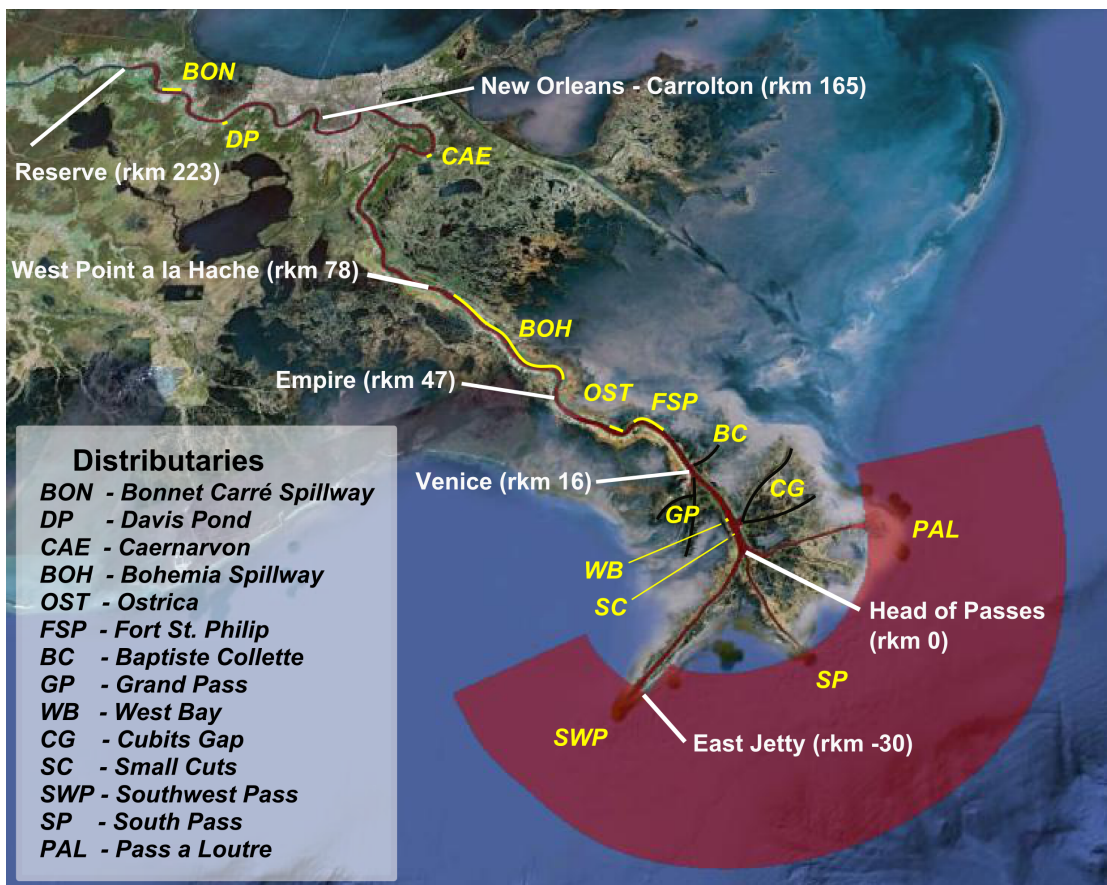 BON
New Orleans - Carrolton (rkm 165)
DP
CAE
Reserve (rkm 223)
West Point a la Hache (rkm 78)
BOH
Empire (rkm 47)
OST
FSP
BC
Venice (rkm 16)
CG
GP
PAL
WB
SC
Head of Passes
(rkm 0)
SP
SWP
East Jetty (rkm -30)
Distributaries
BON - Bonnet Carré Spillway
DP - Davis Pond
CAE - Caernarvon
BOH - Bohemia Spillway
OST - Ostrica
FSP - Fort St. Philip
BC - Baptiste Collette
GP - Grand Pass
WB - West Bay
CG - Cubits Gap
SC - Small Cuts
SWP - Southwest Pass
SP - South Pass
PAL - Pass a Loutre